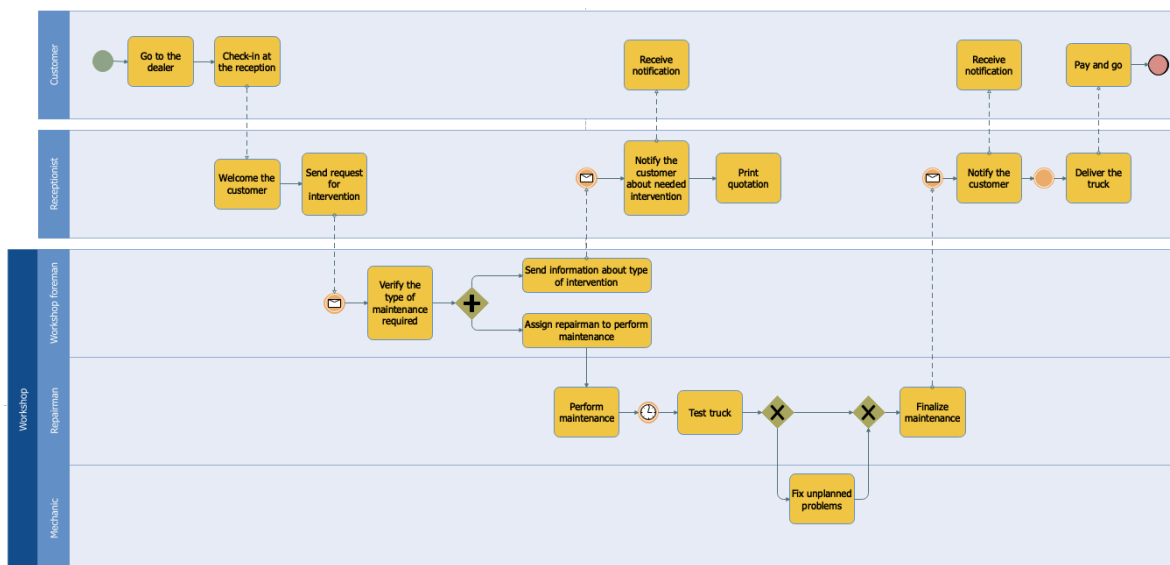 Customer
Go to the
dealer
Check-in at
the reception
Receive
notification
Receive
notification
Pay and go
Receptionist
Welcome the
customer
Send request
for
intervention
Notify the
customer
about needed
intervention
Print
quotation
Notify the
customer
Deliver the
truck
Workshop
Workshop foreman
Verify the
type of
maintenance
required
Send information about type
of intervention
Assign repairman to perform
maintenance
Repairman
Perform
maintenance
Test truck
Finalize
maintenance
Mechanic
Fix unplanned
problems